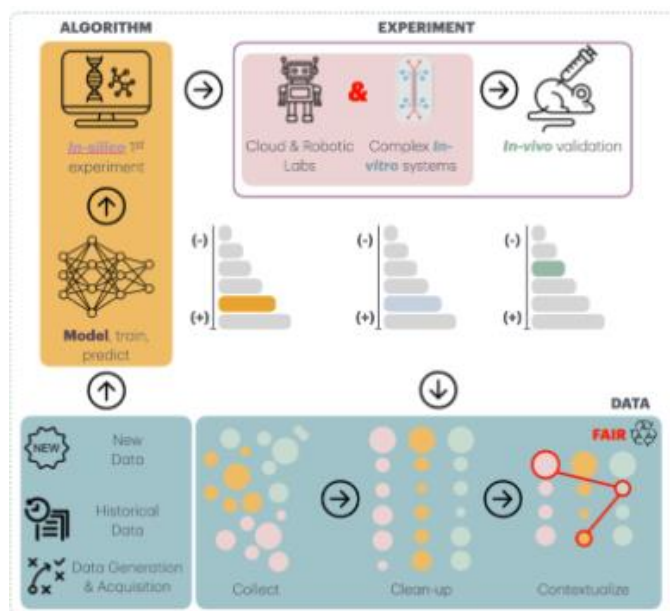 ALGORITHM
EXPERIMENT
In-silico 1st
experiment
&
Cloud & Robotic
Labs
Complex In-
vitro systems
In-vivo validation
Model, train,
predict
(-)
(+)
(-)
(+)
(-)
(+)
DATA
FAIR
NEW
New
Data
Historical
Data
Data Generation
& Acquisition
Collect
Clean-up
Contextualize